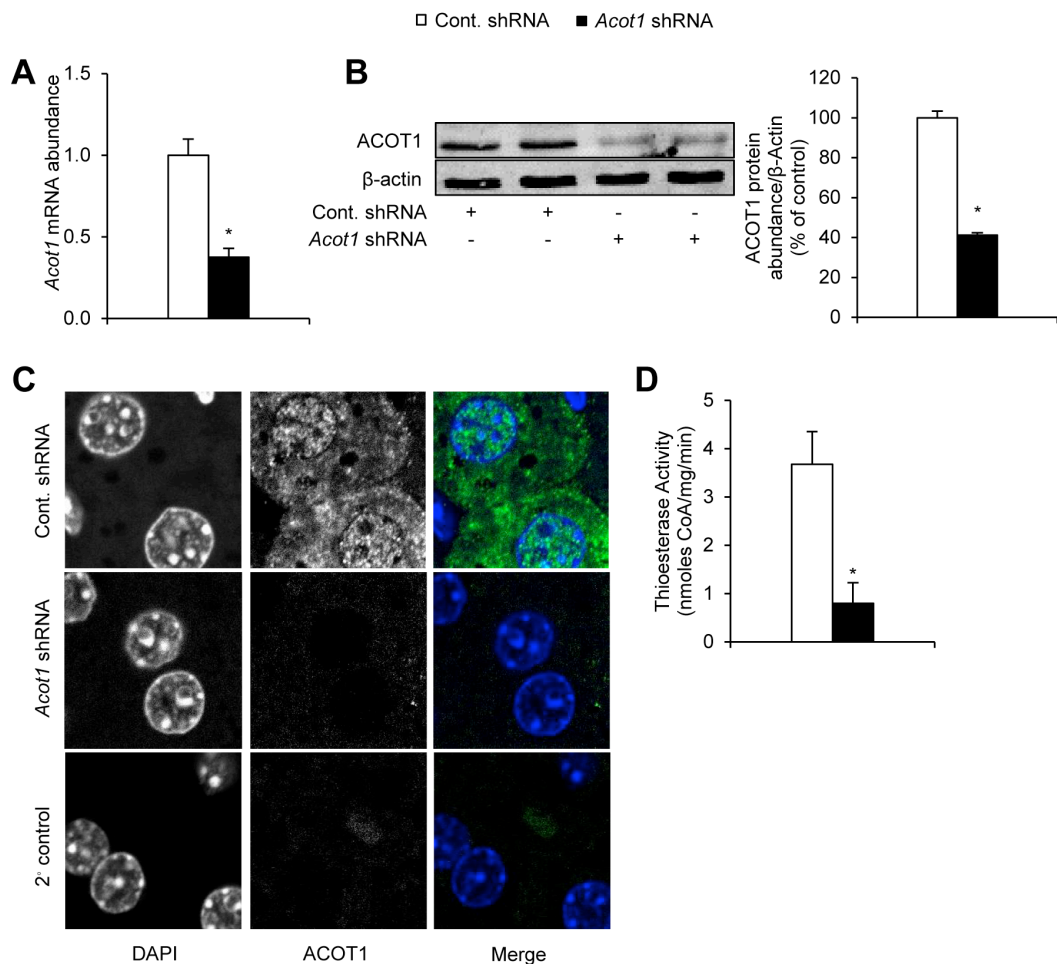 Cont. shRNA Acot1 shRNA
A
Acot1 mRNA abundance
1.5
1.0
0.5
0.0
*
B
ACOT1
β-actin
Cont. shRNA + + - -
Acot1 shRNA - - + +
ACOT1 protein
abundance/β-Actin
(% of control)
120
100
80
60
40
20
0
*
C
Cont. shRNA
Acot1 shRNA
2° control
DAPI ACOT1 Merge
D
Thioesterase Activity
(nmoles CoA/mg/min)
5
4
3
2
1
0
*